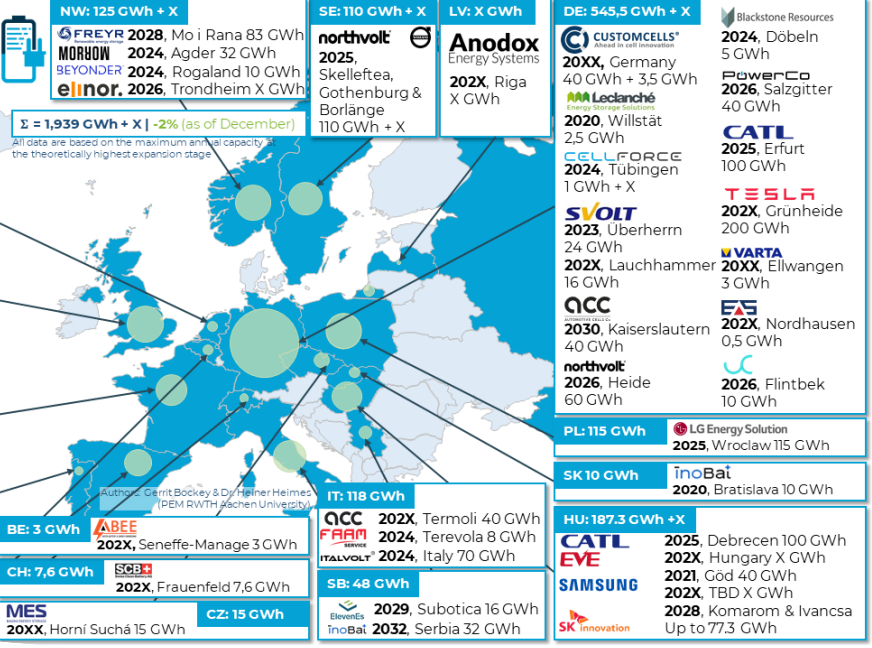 NW: 125 GWh + X
FREYR
Renewable energy storage
2028, Mo i Rana 83 GWh
MORROW
2024, Agder 32 GWh
BEYONDER
2024, Rogaland 10 GWh
elinor.
2026, Trondheim X GWh
Σ = 1,939 GWh + X | -2% (as of December)
All data are based on the maximum annual capacity at
the theoretically highest expansion stage
SE: 110 GWh + X
northvolt
VOLVO
2025,
Skelleftea,
Gothenburg &
Borlänge
110 GWh + X
LV: X GWh
Anodox
Energy Systems
202X, Riga
X GWh
DE: 545,5 GWh + X
CUSTOMCELLS®
Ahead in cell innovation
20XX, Germany
40 GWh + 3,5 GWh
Leclanché
Energy Storage Solutions
2020, Willstät
2,5 GWh
CELLFORCE
2024, Tübingen
1 GWh + X
SVOLT
2023, Überherrn
24 GWh
202X, Lauchhammer
16 GWh
acc
AUTOMOTIVE CELLS Co
2030, Kaiserslautern
40 GWh
northvolt
2026, Heide
60 GWh
Blackstone Resources
2024, Döbeln
5 GWh
PowerCo
2026, Salzgitter
40 GWh
CATL
2025, Erfurt
100 GWh
TESLA
202X, Grünheide
200 GWh
VARTA
20XX, Ellwangen
3 GWh
EAS
202X, Nordhausen
0,5 GWh
2026, Flintbek
10 GWh
PL: 115 GWh
LG Energy Solution
2025, Wroclaw 115 GWh
SK 10 GWh
inoBat
2020, Bratislava 10 GWh
HU: 187.3 GWh +X
CATL
2025, Debrecen 100 GWh
EVE
202X, Hungary X GWh
SAMSUNG
2021, Göd 40 GWh
202X, TBD X GWh
SK innovation
2028, Komarom & Ivancsa
Up to 77.3 GWh
Authors: Gerrit Bockey & Dr. Heiner Heimes
(PEM RWTH Aachen University)
IT: 118 GWh
acc
202X, Termoli 40 GWh
FAAM
SERVICE
2024, Terevola 8 GWh
ITALVOLT
2024, Italy 70 GWh
SB: 48 GWh
ElevenEs
2029, Subotica 16 GWh
inoBat
2032, Serbia 32 GWh
BE: 3 GWh
ABEE
202X, Seneffe-Manage 3 GWh
CH: 7,6 GWh
SCB
202X, Frauenfeld 7,6 GWh
MES
CZ: 15 GWh
20XX, Horní Suchá 15 GWh